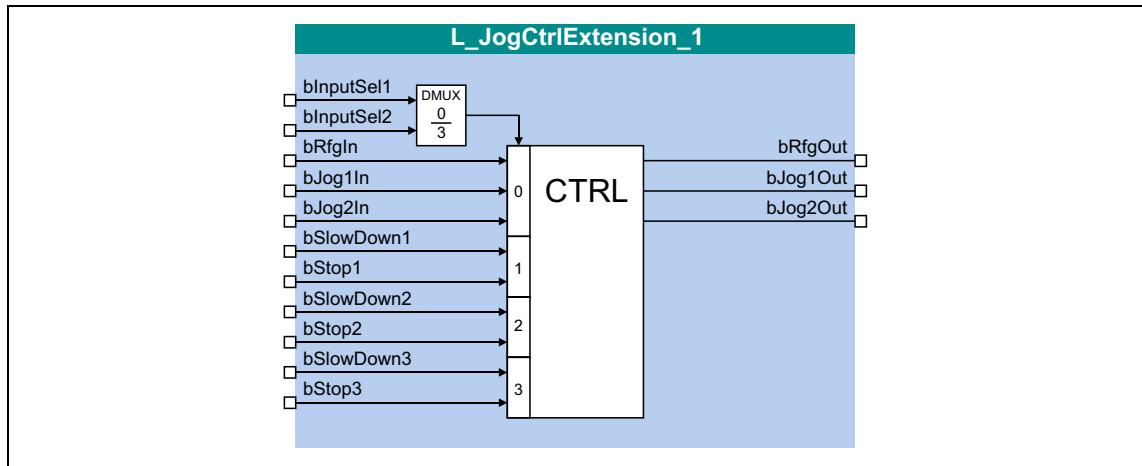 L_JogCtrlExtension_1
bInputSel1
DMUX
0
3
bInputSel2
bRfgIn
bRfgOut
bJog1In
0
CTRL
bJog1Out
bJog2In
bJog2Out
bSlowDown1
1
bStop1
bSlowDown2
2
bStop2
bSlowDown3
3
bStop3